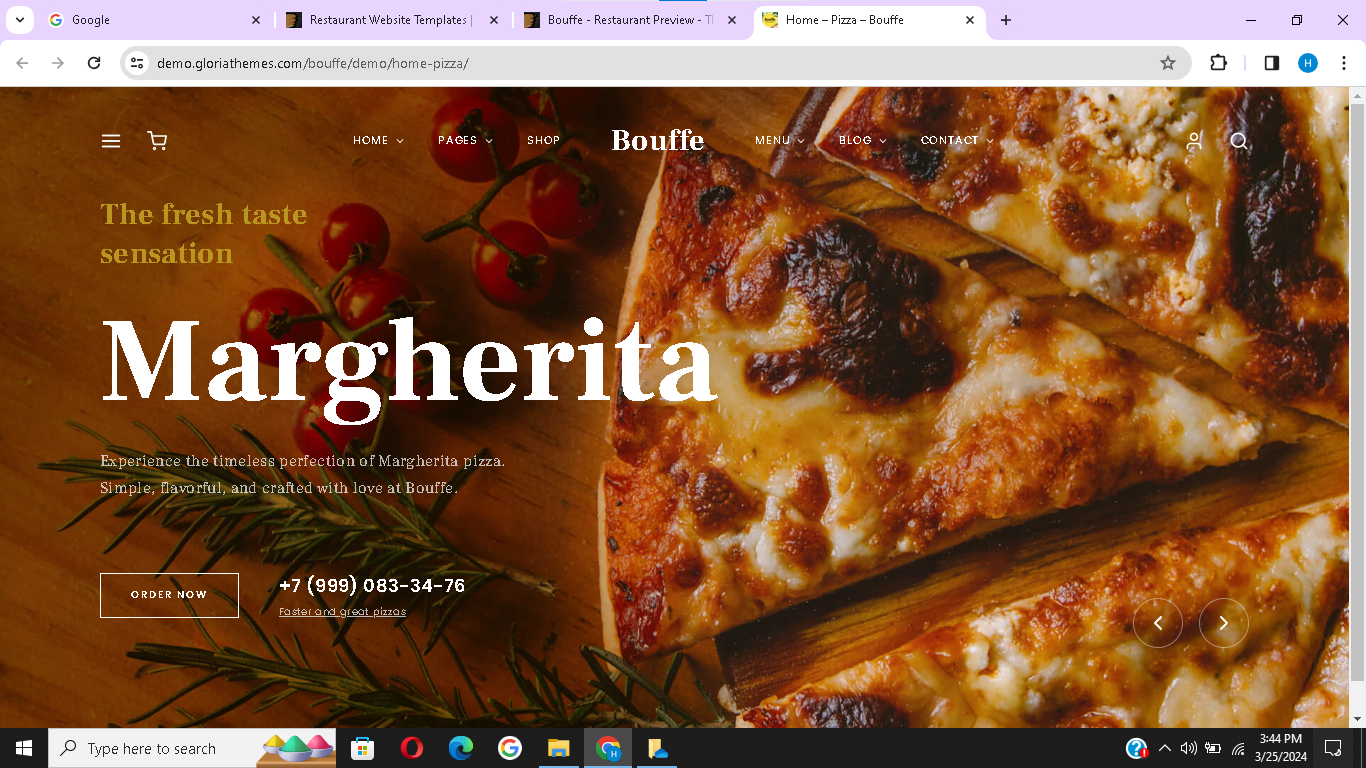 Google
Restaurant Website Templates |
Bouffe - Restaurant Preview - Th
Home – Pizza – Bouffe
demo.gloriathemes.com/bouffe/demo/home-pizza/
H
HOME PAGES SHOP Bouffe MENU BLOG CONTACT
The fresh taste
sensation
Margherita
Experience the timeless perfection of Margherita pizza.
Simple, flavorful, and crafted with love at Bouffe.
ORDER NOW
+7 (999) 083-34-76
Faster and great pizzas
Type here to search
3:44 PM
3/25/2024